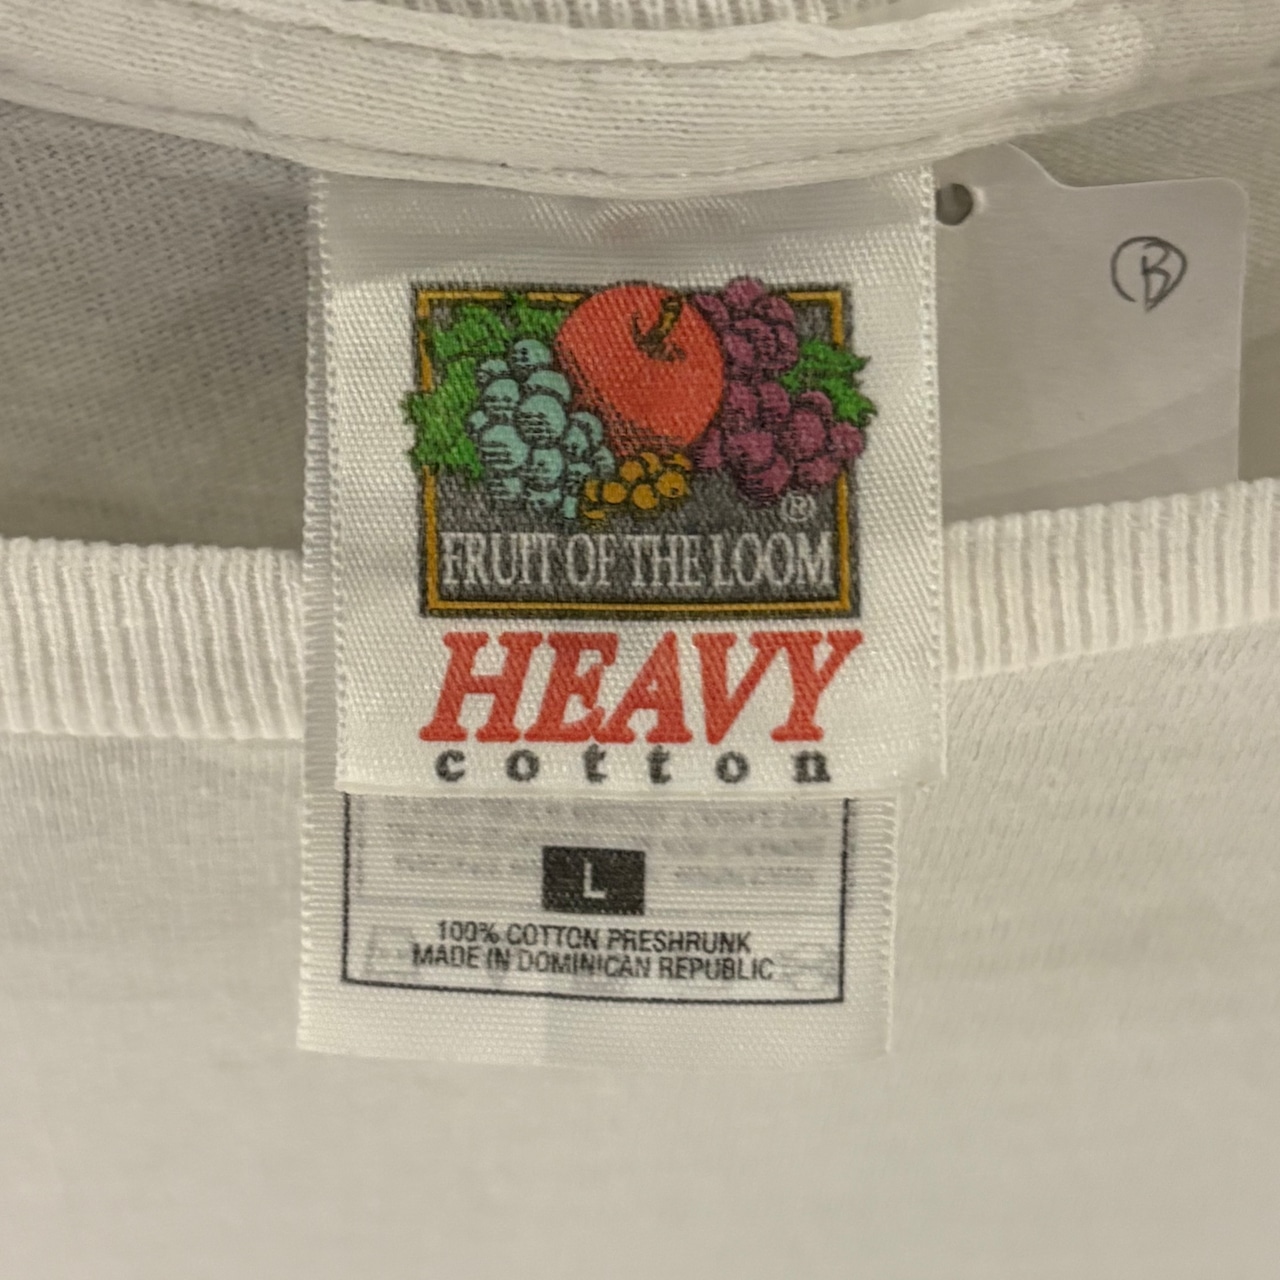 B
®
FRUIT OF THE LOOM
HEAVY
cotton
L
100% COTTON PRESHRUNK
MADE IN DOMINICAN REPUBLIC